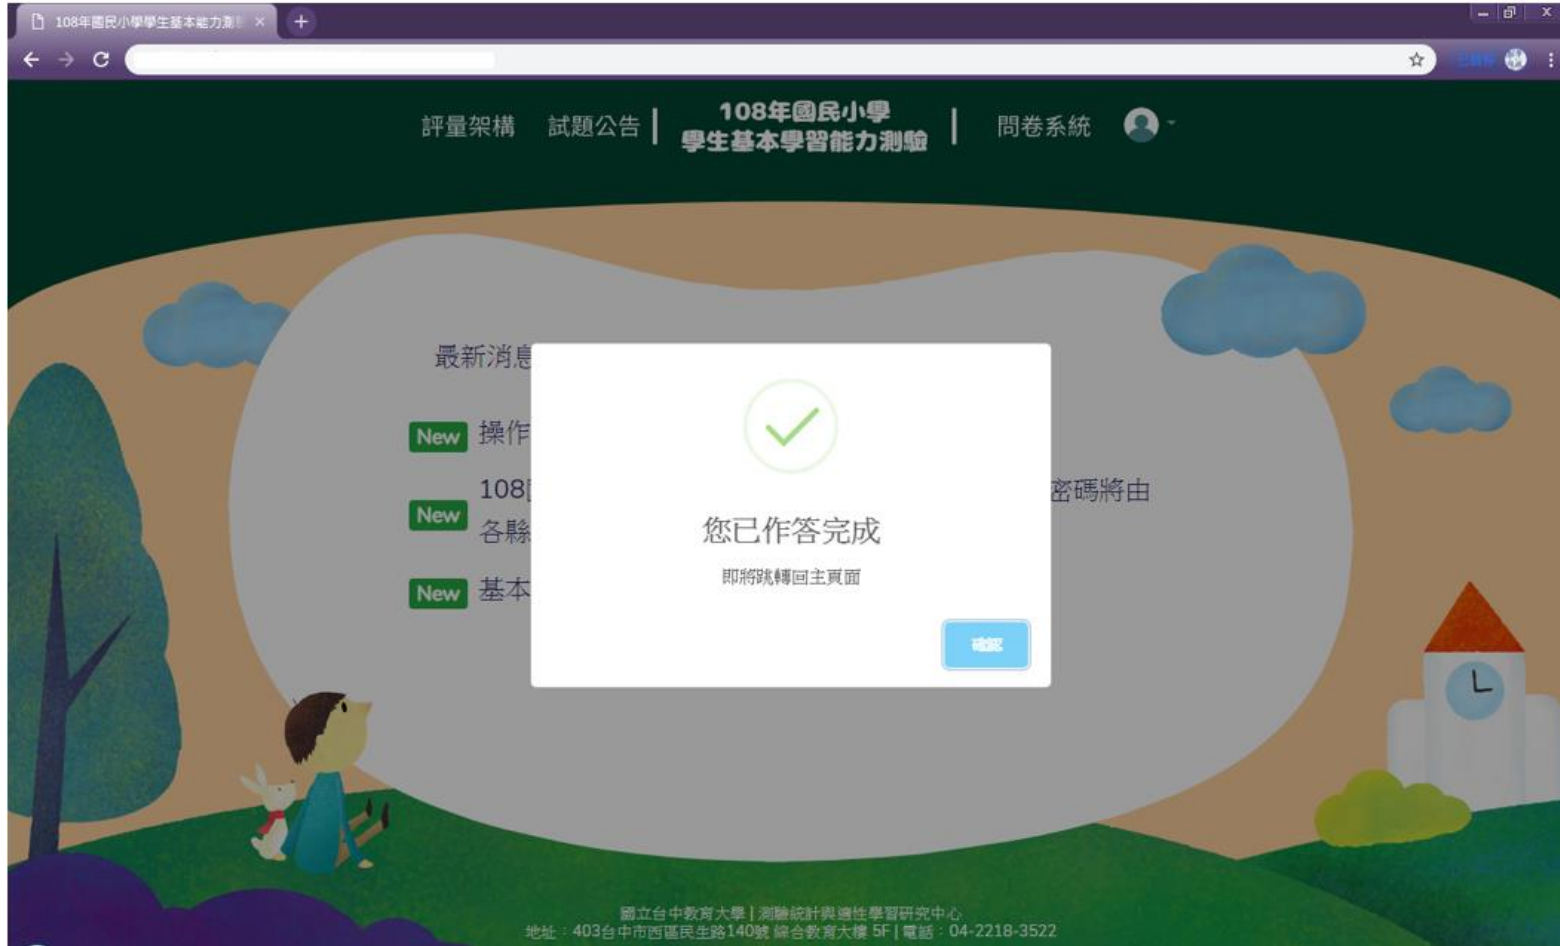 108年國民小學學生基本能力測
評量架構
試題公告
108年國民小學
學生基本學習能力測驗
問卷系統
最新消息
New 操作
New 108
密碼將由
各縣
New 基本
您已作答完成
即將跳轉回主頁面
確認
國立台中教育大學 | 測驗統計與適性學習研究中心
地址：403台中市西區民生路140號 綜合教育大樓 5F | 電話：04-2218-3522